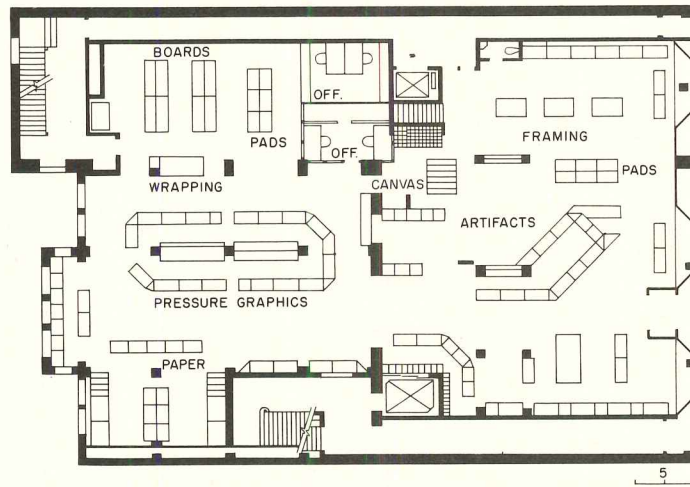 BOARDS
OFF.
PADS
OFF.
FRAMING
WRAPPING
CANVAS
PADS
ARTIFACTS
PRESSURE GRAPHICS
PAPER
5